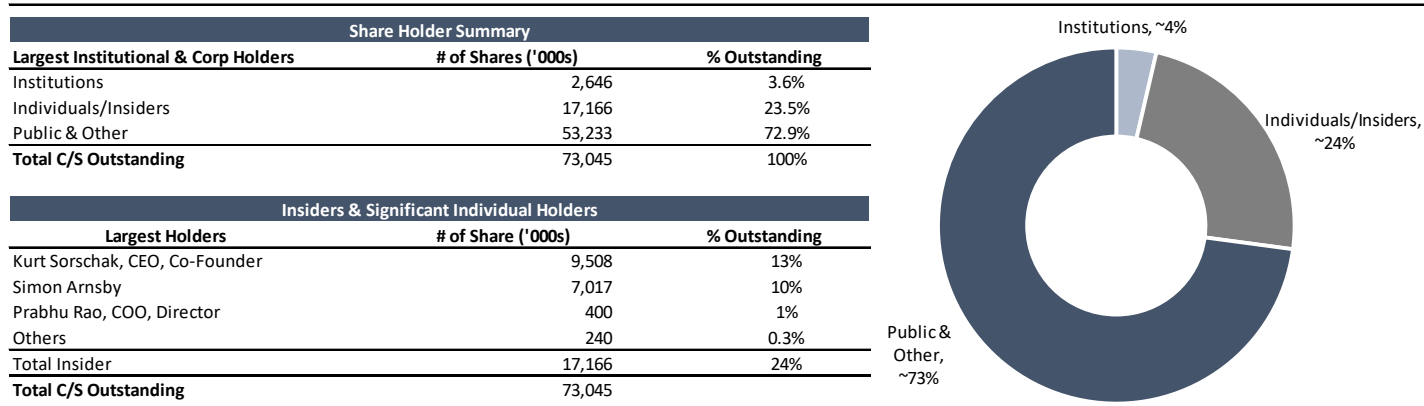 Share Holder Summary
Largest Institutional & Corp Holders # of Shares ('000s) % Outstanding
Institutions 2,646 3.6%
Individuals/Insiders 17,166 23.5%
Public & Other 53,233 72.9%
Total C/S Outstanding 73,045 100%
Insiders & Significant Individual Holders
Largest Holders # of Share ('000s) % Outstanding
Kurt Sorschak, CEO, Co-Founder 9,508 13%
Simon Arnsby 7,017 10%
Prabhu Rao, COO, Director 400 1%
Others 240 0.3%
Total Insider 17,166 24%
Total C/S Outstanding 73,045
Institutions, ~4%
Individuals/Insiders,
~24%
Public &
Other,
~73%